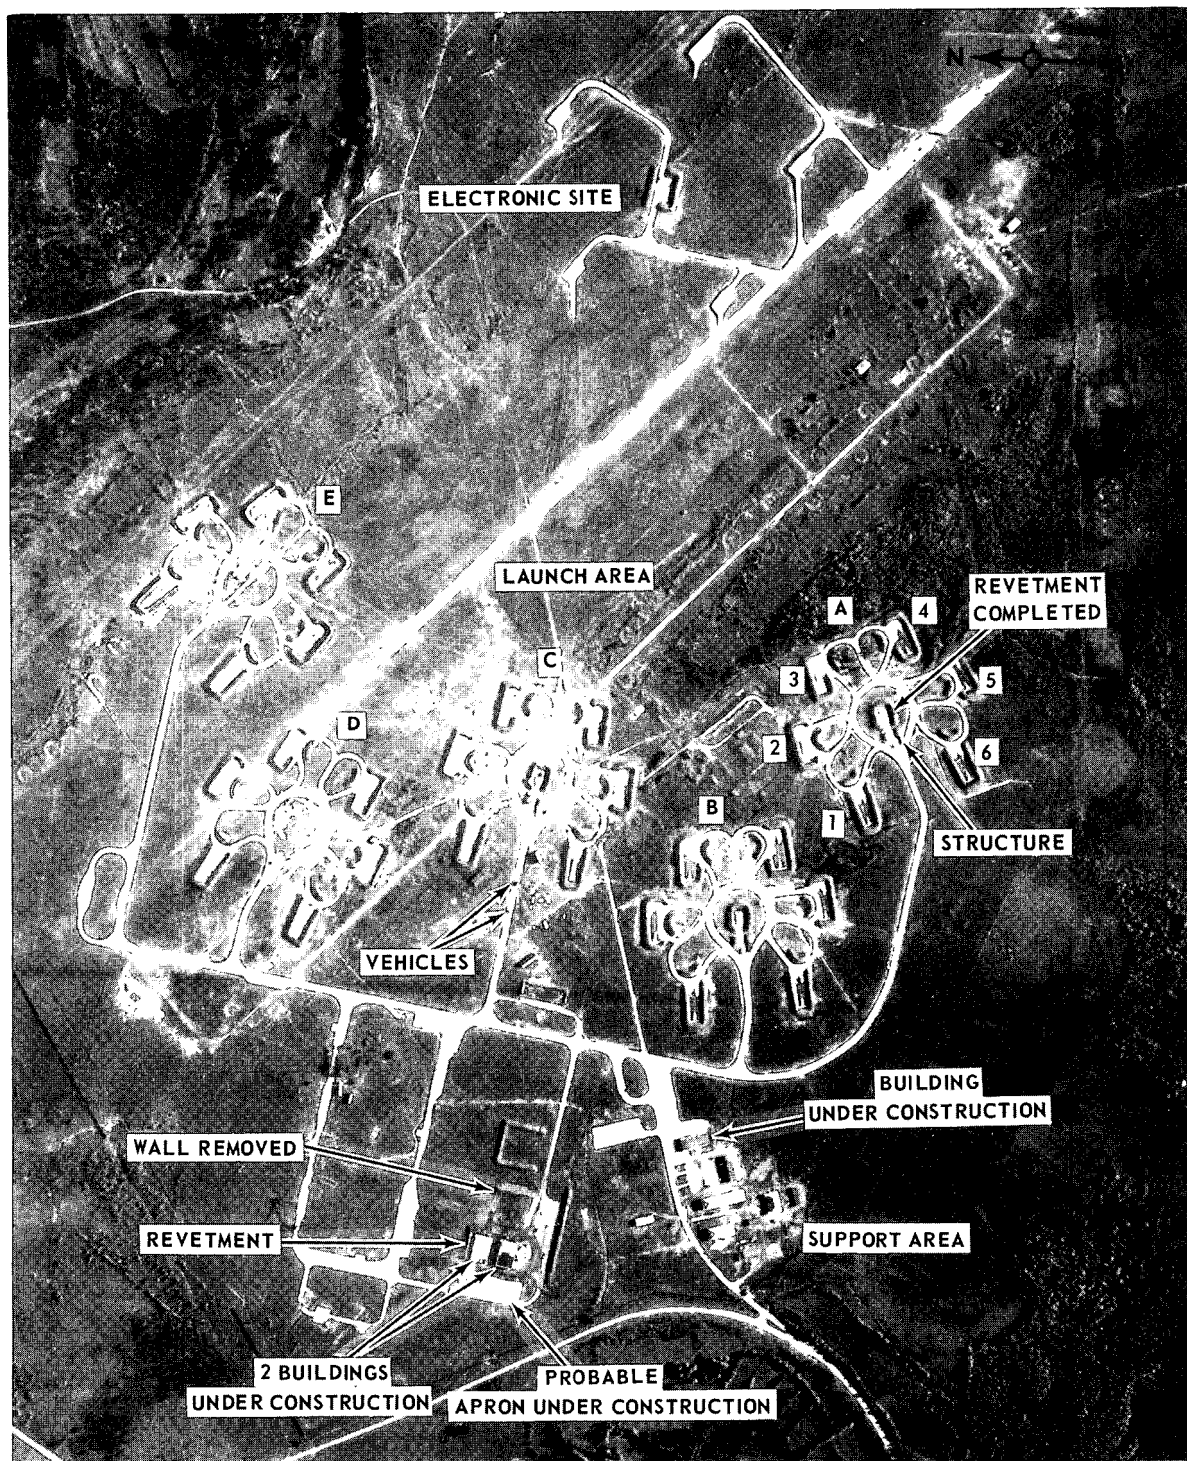 N
ELECTRONIC SITE
E
LAUNCH AREA
REVETMENT
COMPLETED
A
4
C
3
5
D
2
6
B
1
STRUCTURE
VEHICLES
BUILDING
UNDER CONSTRUCTION
WALL REMOVED
REVETMENT
SUPPORT AREA
2 BUILDINGS
UNDER CONSTRUCTION
PROBABLE
APRON UNDER CONSTRUCTION